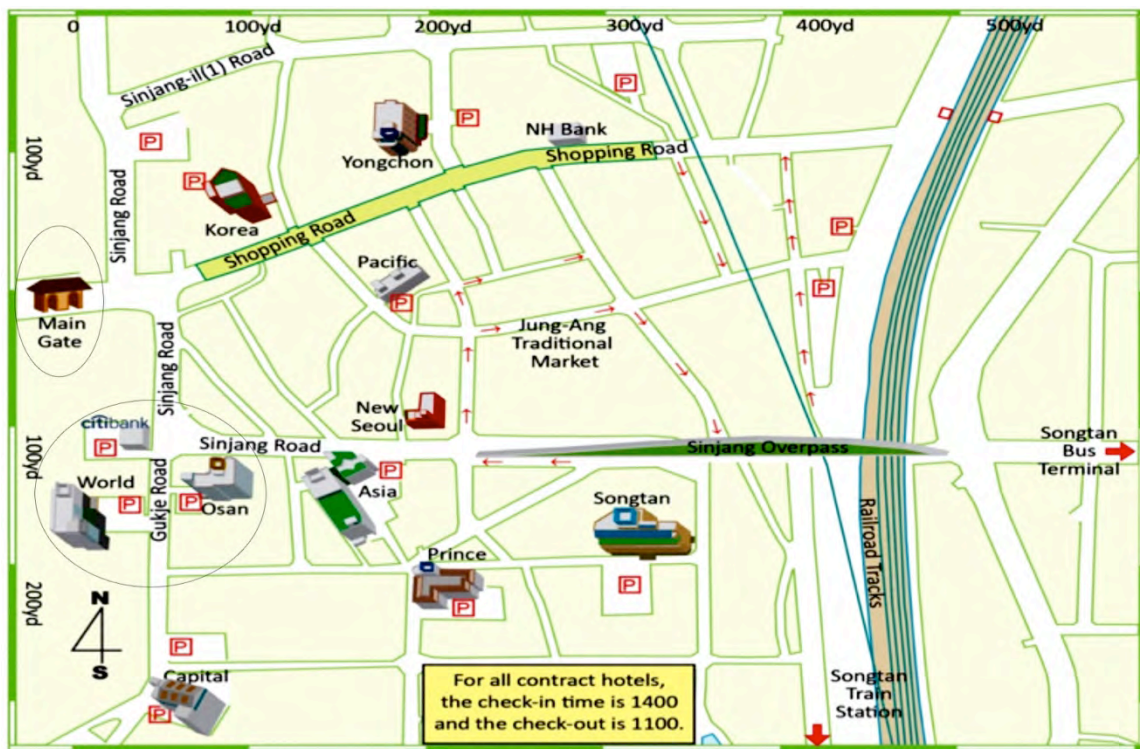 0
100yd
200yd
300yd
400yd
500yd
Sinjang-il(1) Road
P
P
P
NH Bank
Shopping Road
Yongchon
100yd
Sinjang Road
P
Korea
Shopping Road
P
Pacific
P
P
Main
Gate
Jung-Ang
Traditional
Market
Sinjang Road
New
Seoul
citibank
P
Sinjang Road
Sinjang Overpass
Songtan
Bus
Terminal
100yd
World
P
Gukje Road
P
Osan
Asia
P
Songtan
Railroad Tracks
Prince
P
P
200yd
N
S
P
Capital
P
For all contract hotels,
the check-in time is 1400
and the check-out is 1100.
Songtan
Train
Station